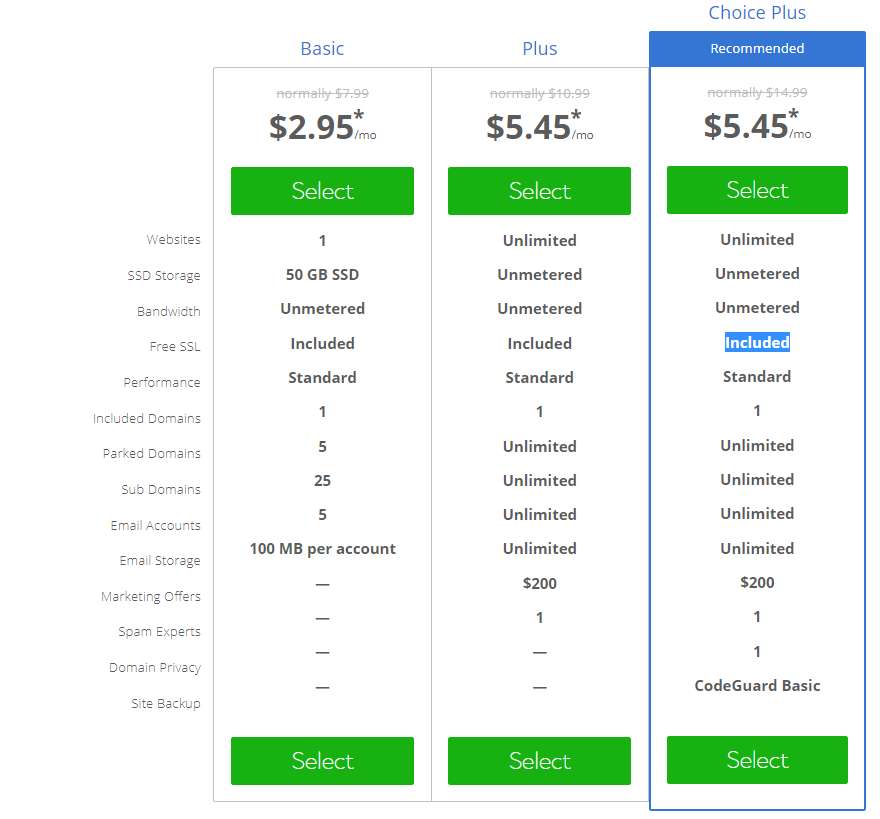 Choice Plus
Basic Plus Recommended
normally $7.99 normally $10.99 normally $14.99
$2.95*/mo $5.45*/mo $5.45*/mo
Select Select Select
Websites 1 Unlimited Unlimited
SSD Storage 50 GB SSD Unmetered Unmetered
Bandwidth Unmetered Unmetered Unmetered
Free SSL Included Included Included
Performance Standard Standard Standard
Included Domains 1 1 1
Parked Domains 5 Unlimited Unlimited
Sub Domains 25 Unlimited Unlimited
Email Accounts 5 Unlimited Unlimited
Email Storage 100 MB per account Unlimited Unlimited
Marketing Offers — $200 $200
Spam Experts — 1 1
Domain Privacy — — 1
Site Backup — — CodeGuard Basic
Select Select Select